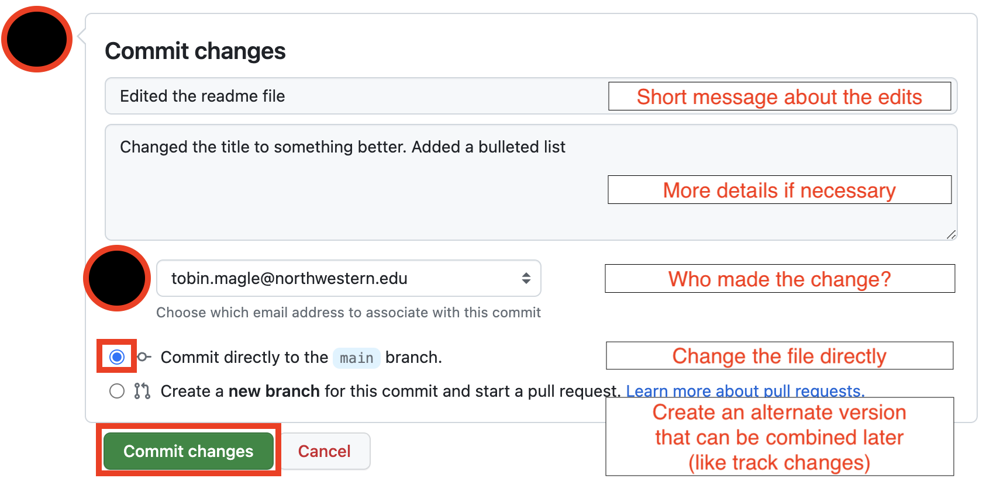 Commit changes
Edited the readme file
Short message about the edits
Changed the title to something better. Added a bulleted list
More details if necessary
tobin.magle@northwestern.edu
Who made the change?
Choose which email address to associate with this commit
Commit directly to the main branch.
Change the file directly
Create a new branch for this commit and start a pull request. Learn more about pull requests.
Create an alternate version
that can be combined later
(like track changes)
Commit changes
Cancel